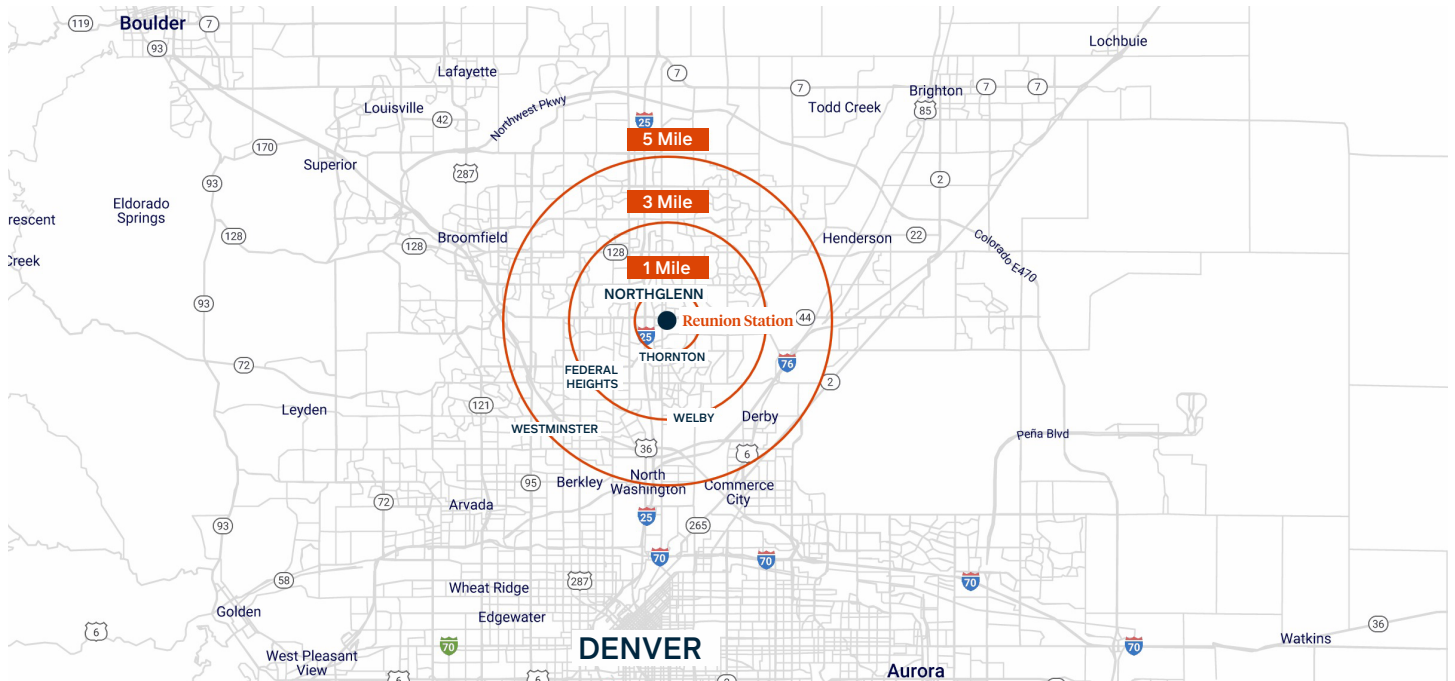 119
Boulder
7
93
Lochbuie
Lafayette
7
7
Brighton
7
7
Louisville
Northwest Pkwy
Todd Creek
85
42
25
5 Mile
170
Superior
287
93
2
3 Mile
Eldorado
Springs
rescent
128
128
Broomfield
128
Henderson
22
Colorado E470
Creek
1 Mile
NORTHGLENN
93
Reunion Station
44
25
THORNTON
72
76
FEDERAL
HEIGHTS
2
Leyden
121
WELBY
Derby
WESTMINSTER
Peña Blvd
36
6
Berkley
North
Washington
Commerce
City
95
72
Arvada
25
93
265
70
70
58
Wheat Ridge
287
70
Golden
Edgewater
6
DENVER
70
70
36
Watkins
West Pleasant
View
Aurora
6
6